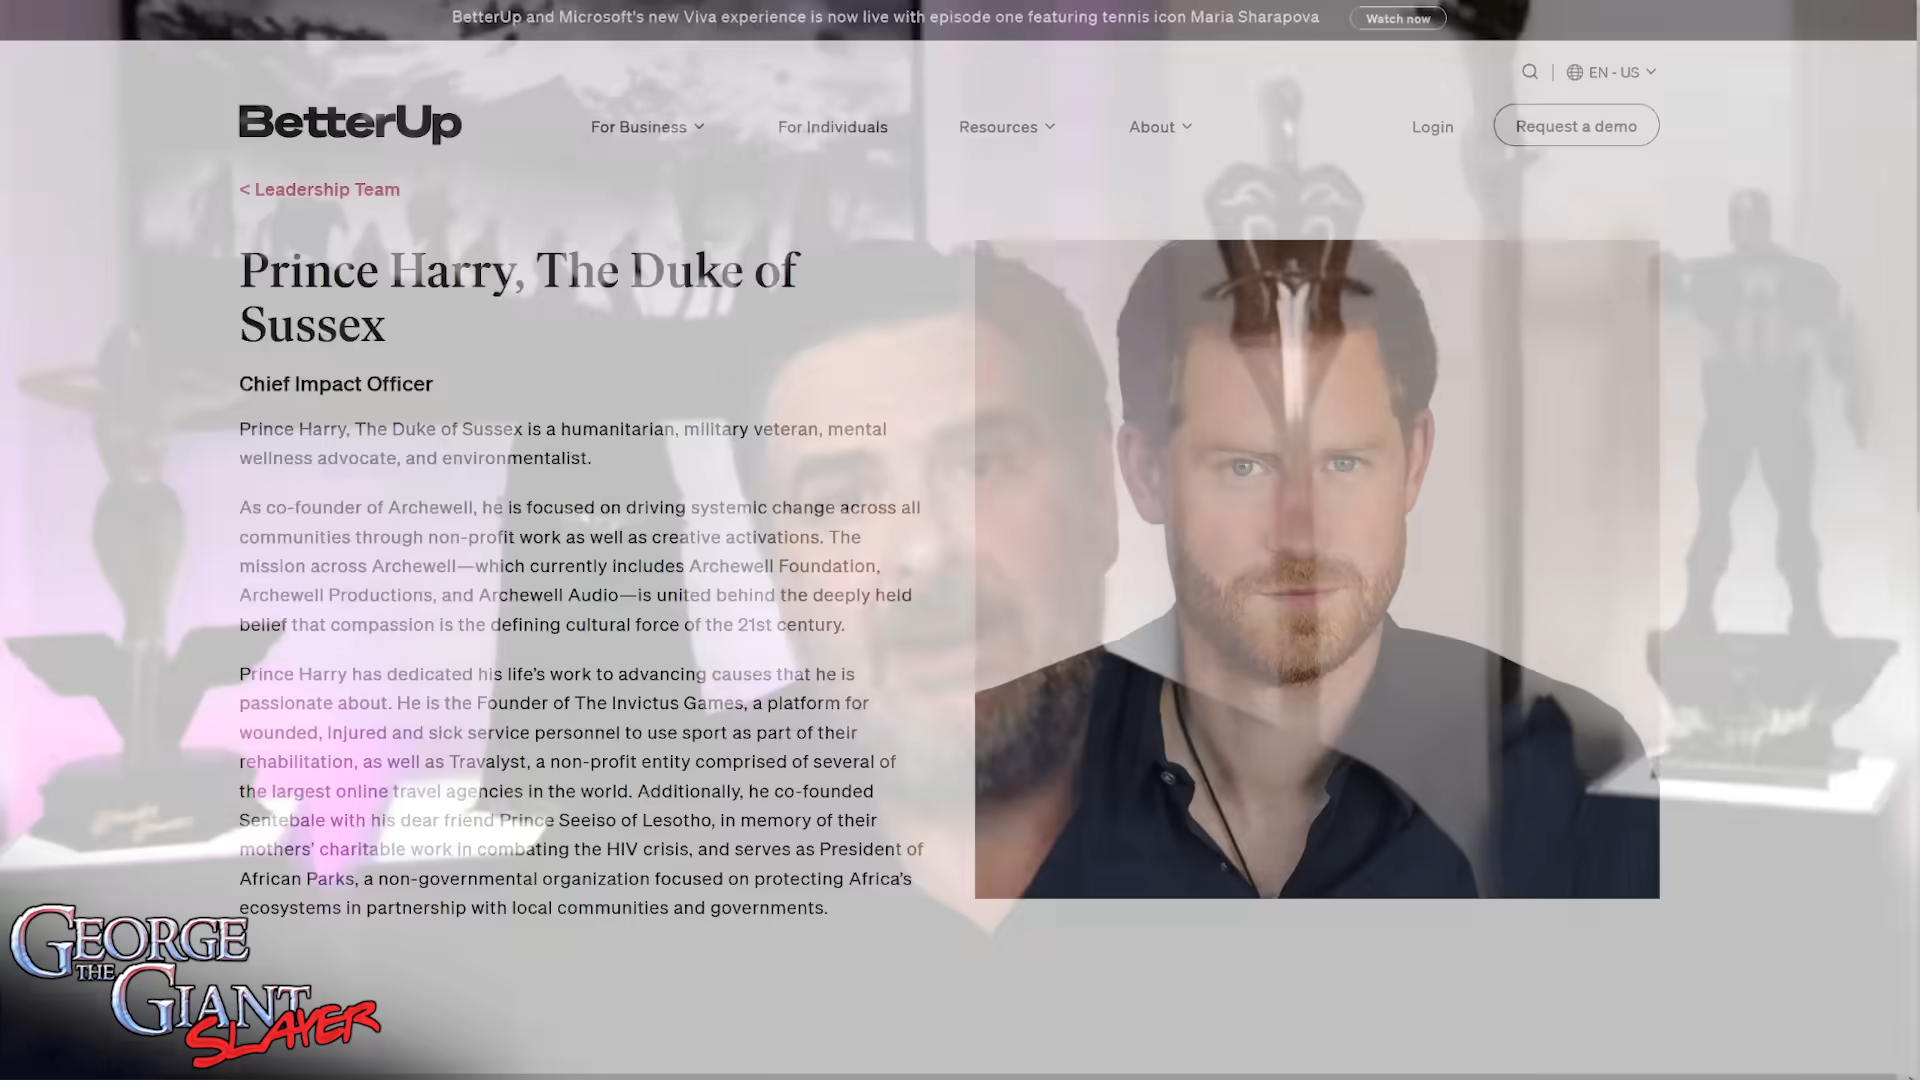 BetterUp and Microsoft's new Viva experience is now live with episode one featuring tennis icon Maria Sharapova Watch now
EN - US
BetterUp For Business For Individuals Resources About Login Request a demo
< Leadership Team
Prince Harry, The Duke of
Sussex
Chief Impact Officer
Prince Harry, The Duke of Sussex is a humanitarian, military veteran, mental
wellness advocate, and environmentalist.
As co-founder of Archewell, he is focused on driving systemic change across all
communities through non-profit work as well as creative activations. The
mission across Archewell—which currently includes Archewell Foundation,
Archewell Productions, and Archewell Audio—is united behind the deeply held
belief that compassion is the defining cultural force of the 21st century.
Prince Harry has dedicated his life's work to advancing causes that he is
passionate about. He is the Founder of The Invictus Games, a platform for
wounded, injured and sick service personnel to use sport as part of their
rehabilitation, as well as Travalyst, a non-profit entity comprised of several of
the largest online travel agencies in the world. Additionally, he co-founded
Sentebale with his dear friend Prince Seeiso of Lesotho, in memory of their
mothers' charitable work in combating the HIV crisis, and serves as President of
African Parks, a non-governmental organization focused on protecting Africa's
ecosystems in partnership with local communities and governments.
GEORGE
THE
GIANT
SLAYER